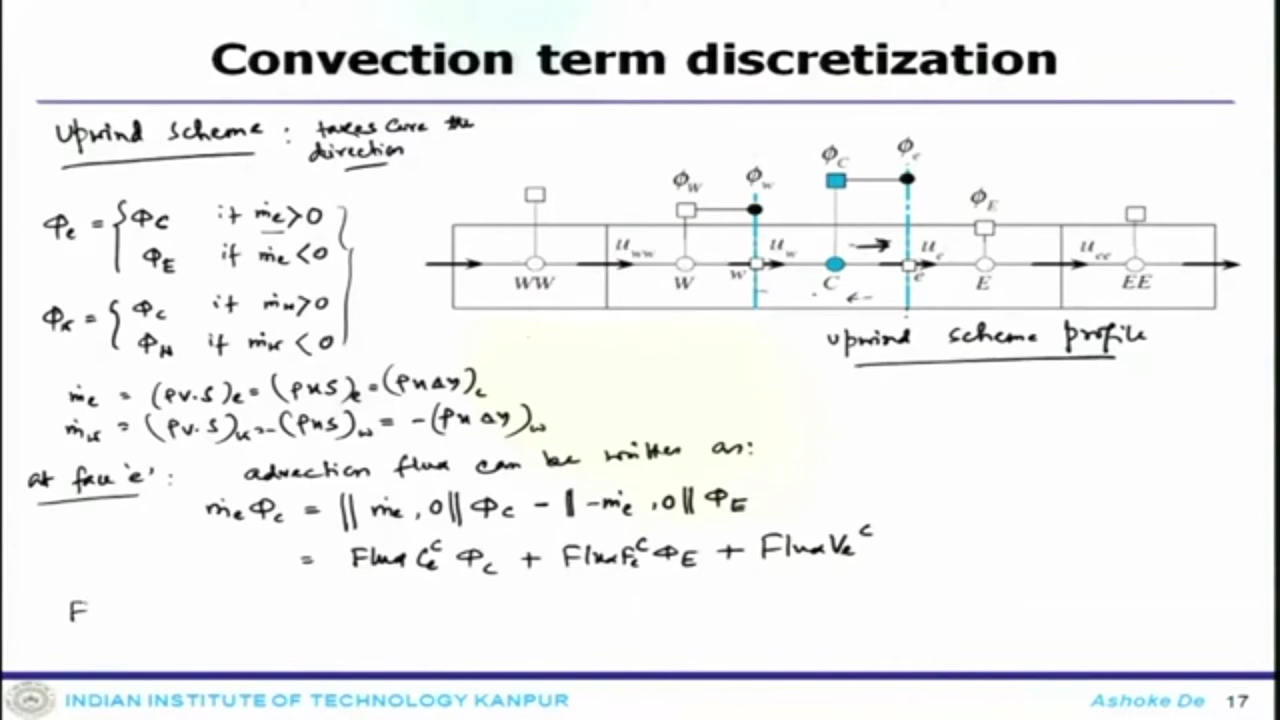 Convection term discretization
Upwind scheme : takes care the
direction
Φe = { ΦC if ṁe > 0
ΦE if ṁe < 0
Φw = { ΦC if ṁw > 0
ΦW if ṁw < 0
ϕW ϕw ϕC ϕe ϕE
uww uw ue uee
WW W w C e E EE
upwind scheme profile
ṁe = (ρv.S)e = (ρuS)e = (ρuΔy)e
ṁw = (ρv.S)w = -(ρuS)w = -(ρuΔy)w
at face 'e' : advection flux can be written as:
ṁeΦe = ||ṁe, 0|| ΦC - ||-ṁe, 0|| ΦE
= FluxCeC ΦC + FluxFeC ΦE + FluxVeC
F
INDIAN INSTITUTE OF TECHNOLOGY KANPUR
Ashoke De 17